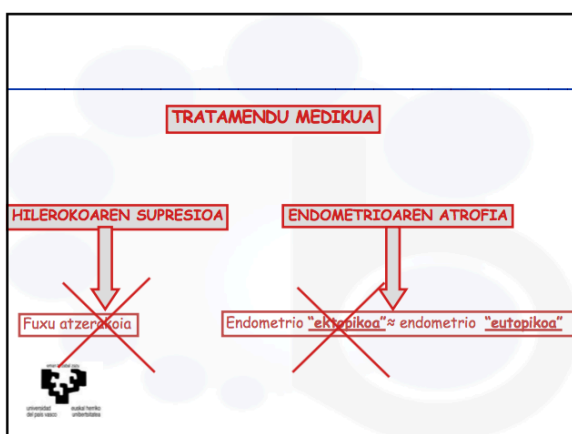 TRATAMENDU MEDIKUA
HILEROKOAREN SUPRESIOA
ENDOMETRIOAREN ATROFIA
Fuxu atzerakoia
Endometrio "ektopikoa"≈ endometrio "eutopikoa"
universidad euskal herriko
del país vasco unibertsitatea